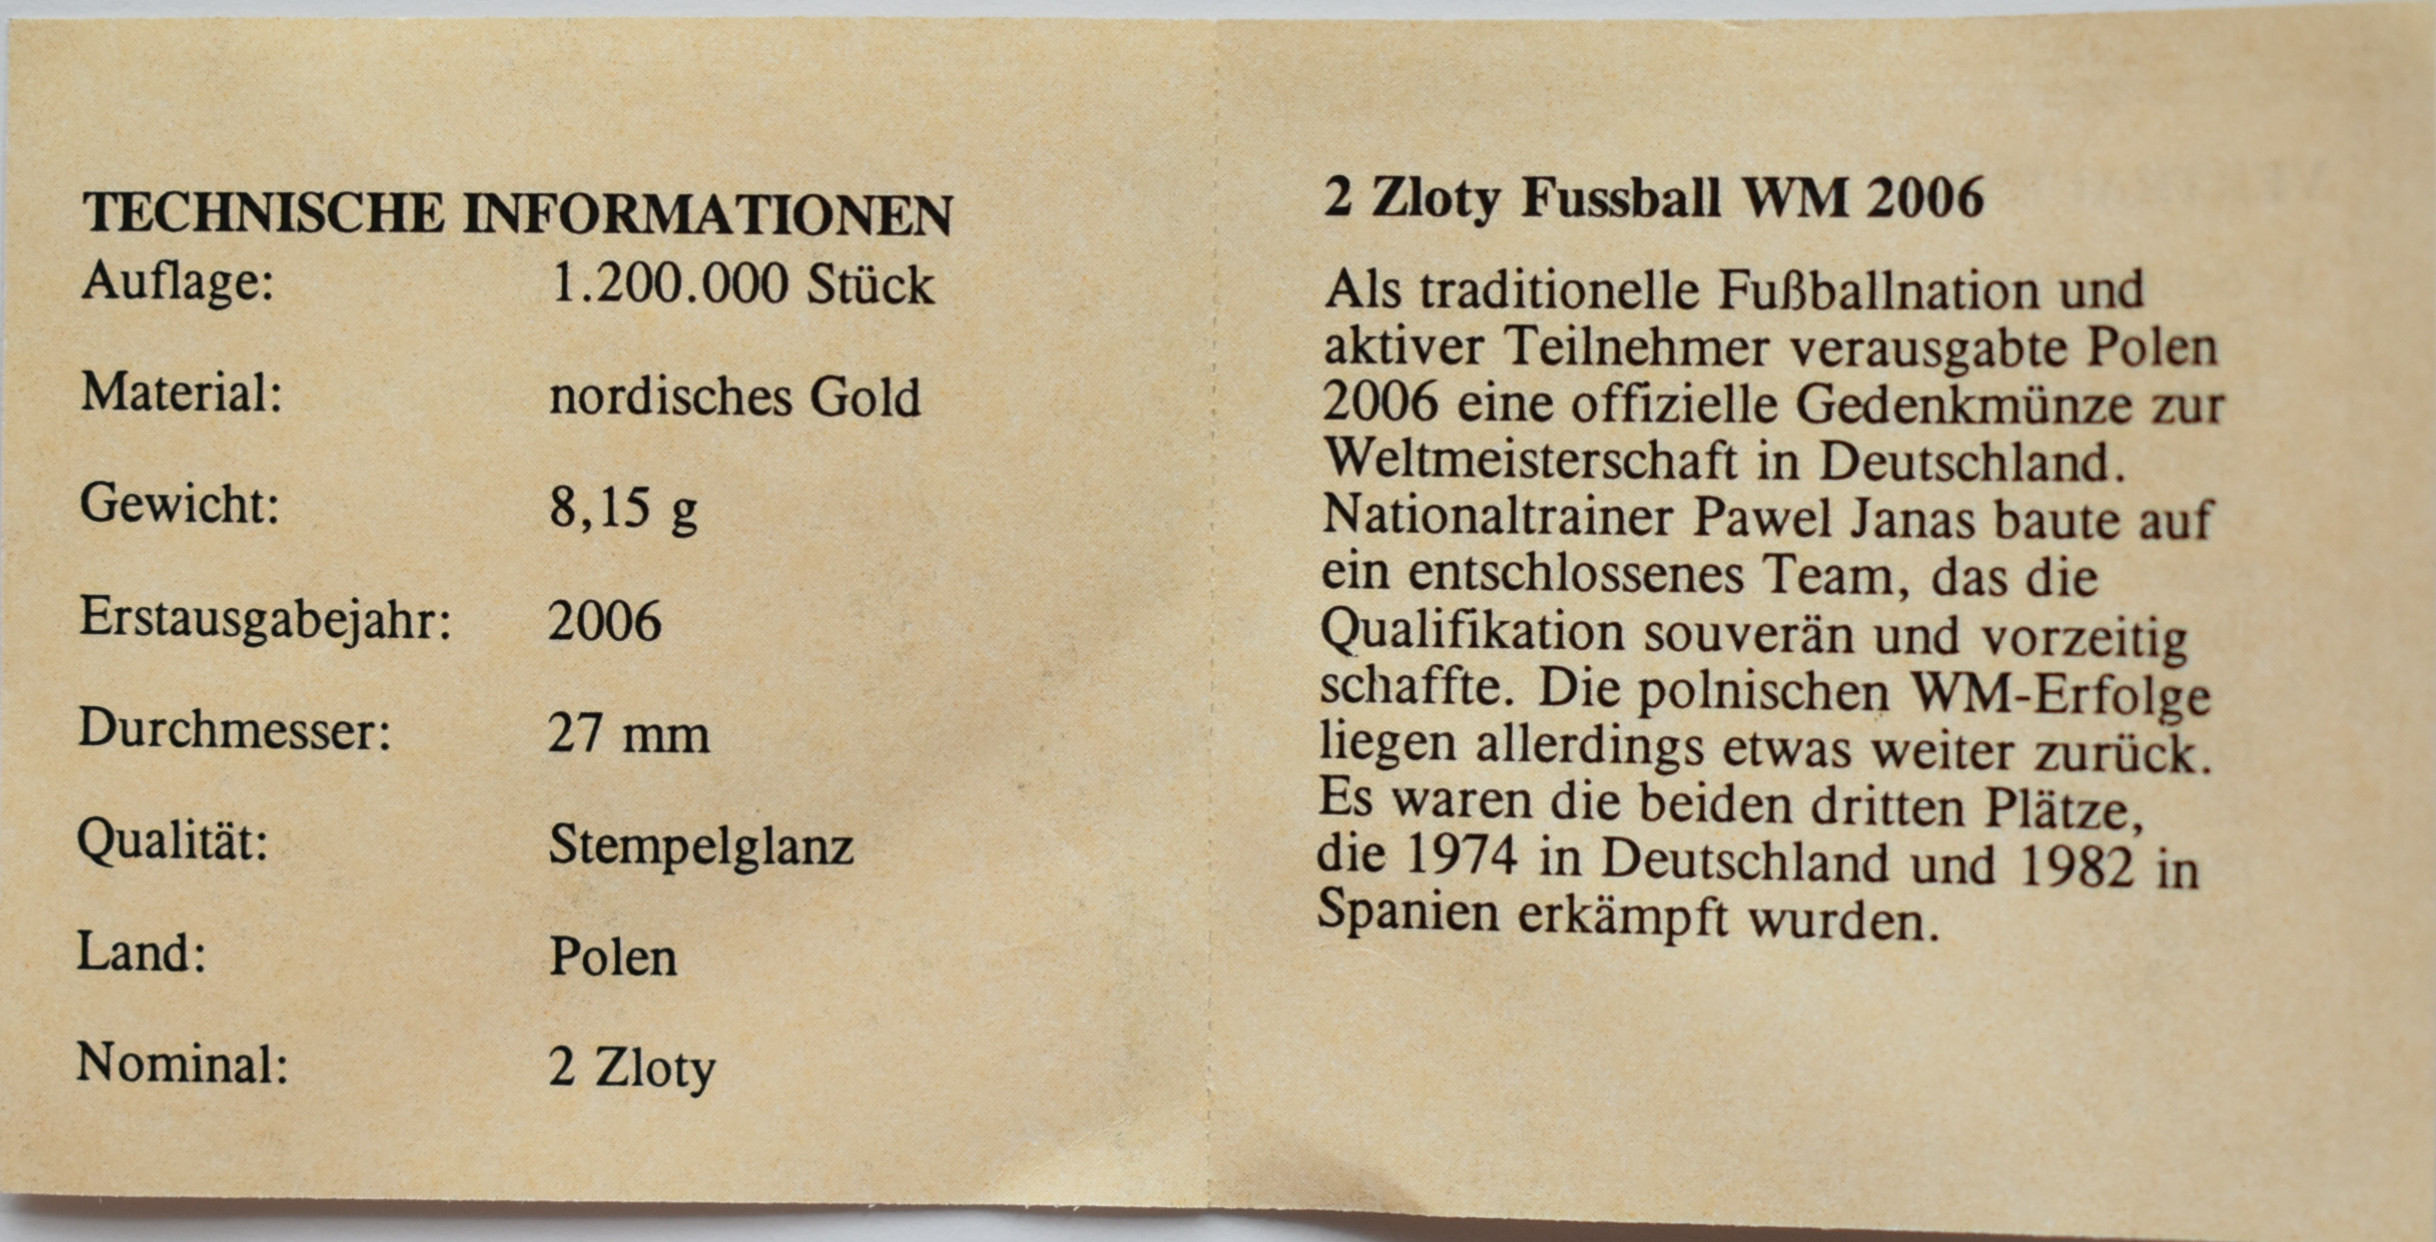 TECHNISCHE INFORMATIONEN
Auflage: 1.200.000 Stück
Material: nordisches Gold
Gewicht: 8,15 g
Erstausgabejahr: 2006
Durchmesser: 27 mm
Qualität: Stempelglanz
Land: Polen
Nominal: 2 Zloty
2 Zloty Fussball WM 2006
Als traditionelle Fußballnation und
aktiver Teilnehmer verausgabte Polen
2006 eine offizielle Gedenkmünze zur
Weltmeisterschaft in Deutschland.
Nationaltrainer Pawel Janas baute auf
ein entschlossenes Team, das die
Qualifikation souverän und vorzeitig
schaffte. Die polnischen WM-Erfolge
liegen allerdings etwas weiter zurück.
Es waren die beiden dritten Plätze,
die 1974 in Deutschland und 1982 in
Spanien erkämpft wurden.